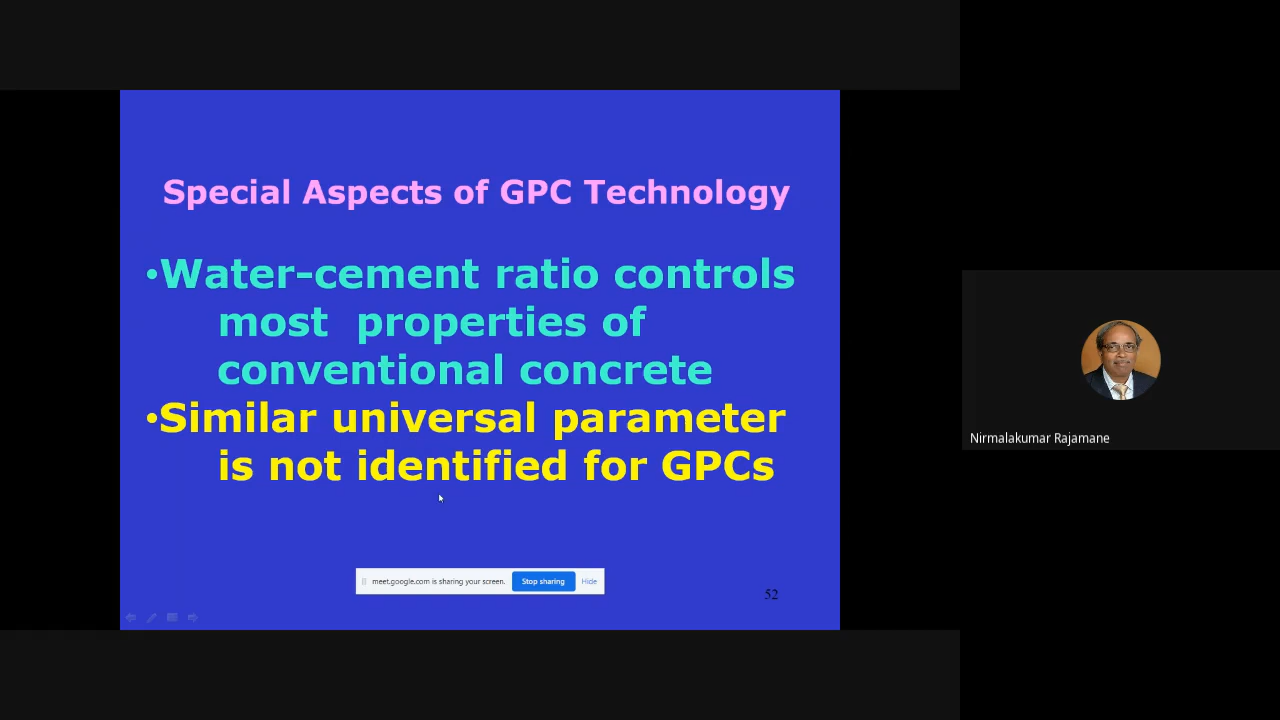 Special Aspects of GPC Technology
•Water-cement ratio controls
most properties of
conventional concrete
•Similar universal parameter
is not identified for GPCs
meet.google.com is sharing your screen. Stop sharing Hide
52
Nirmalakumar Rajamane